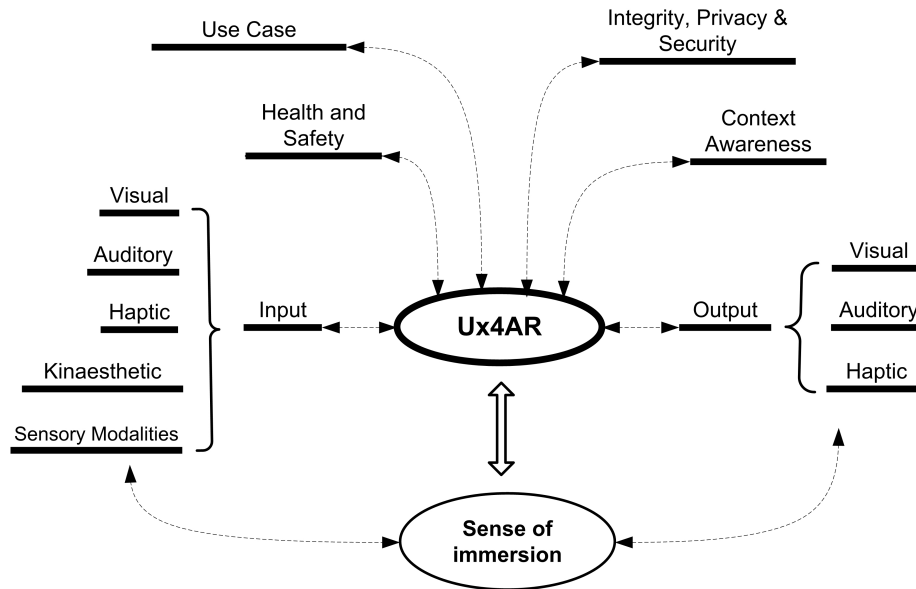 Use Case
Integrity, Privacy &
Security
Health and
Safety
Context
Awareness
Visual
Auditory
Haptic
Kinaesthetic
Sensory Modalities
Input
Ux4AR
Output
Visual
Auditory
Haptic
Sense of
immersion